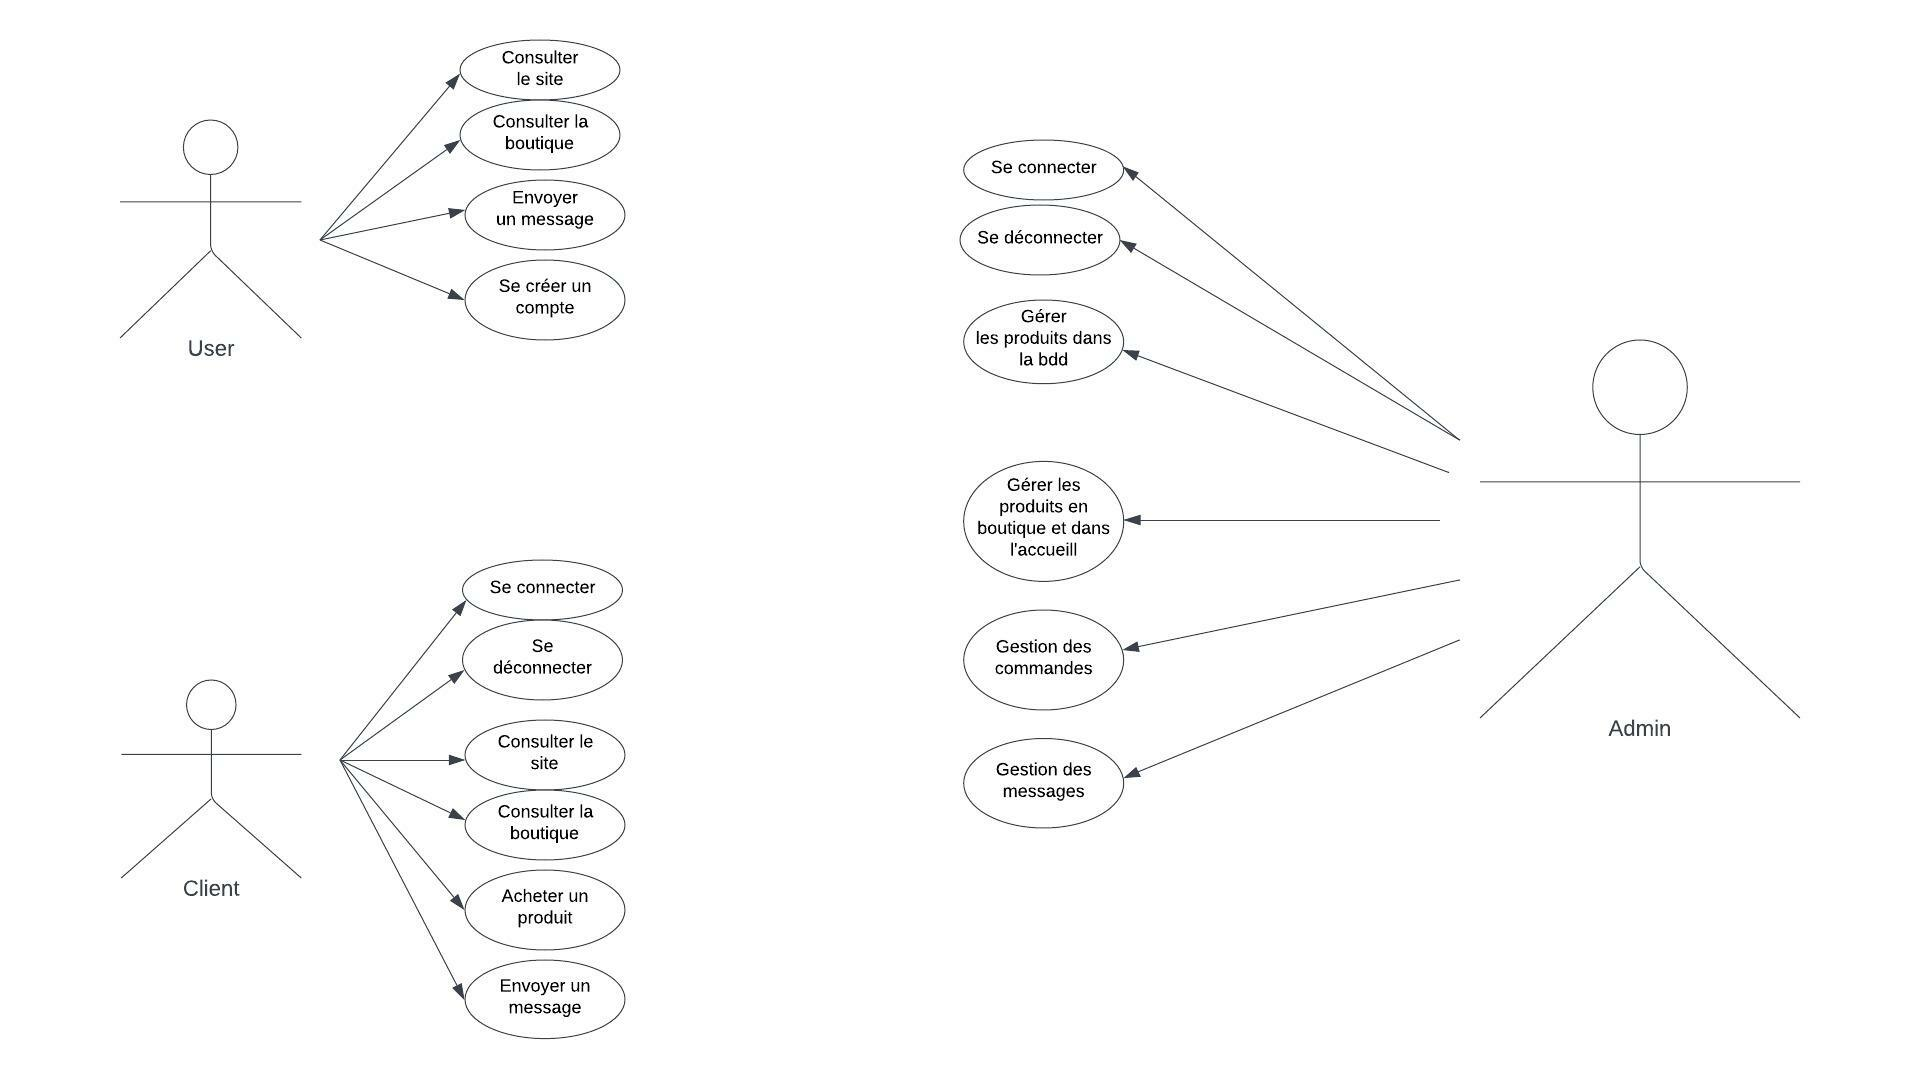 Consulter
le site
Consulter la
boutique
Envoyer
un message
Se créer un
compte
User
Se connecter
Se
déconnecter
Consulter le
site
Consulter la
boutique
Acheter un
produit
Envoyer un
message
Client
Se connecter
Se déconnecter
Gérer
les produits dans
la bdd
Gérer les
produits en
boutique et dans
l'accueill
Gestion des
commandes
Gestion des
messages
Admin